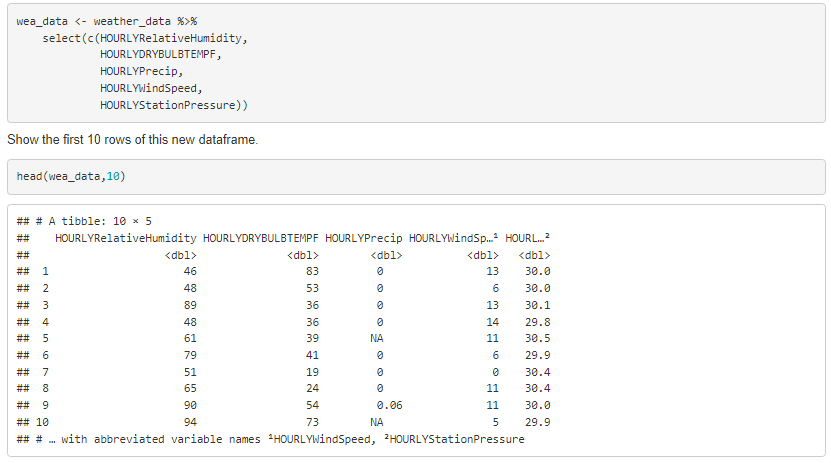 wea_data <- weather_data %>%
    select(c(HOURLYRelativeHumidity,
             HOURLYDRYBULBTEMPF,
             HOURLYPrecip,
             HOURLYWindSpeed,
             HOURLYStationPressure))
Show the first 10 rows of this new dataframe.
head(wea_data,10)
## # A tibble: 10 × 5
##    HOURLYRelativeHumidity HOURLYDRYBULBTEMPF HOURLYPrecip HOURLYWindSp…¹ HOURL…²
##                     <dbl>              <dbl>        <dbl>          <dbl>   <dbl>
##  1                     46                 83         0                13    30.0
##  2                     48                 53         0                 6    30.0
##  3                     89                 36         0                13    30.1
##  4                     48                 36         0                14    29.8
##  5                     61                 39        NA                11    30.5
##  6                     79                 41         0                 6    29.9
##  7                     51                 19         0                 0    30.4
##  8                     65                 24         0                11    30.4
##  9                     90                 54         0.06             11    30.0
## 10                     94                 73        NA                 5    29.9
## # … with abbreviated variable names ¹HOURLYWindSpeed, ²HOURLYStationPressure